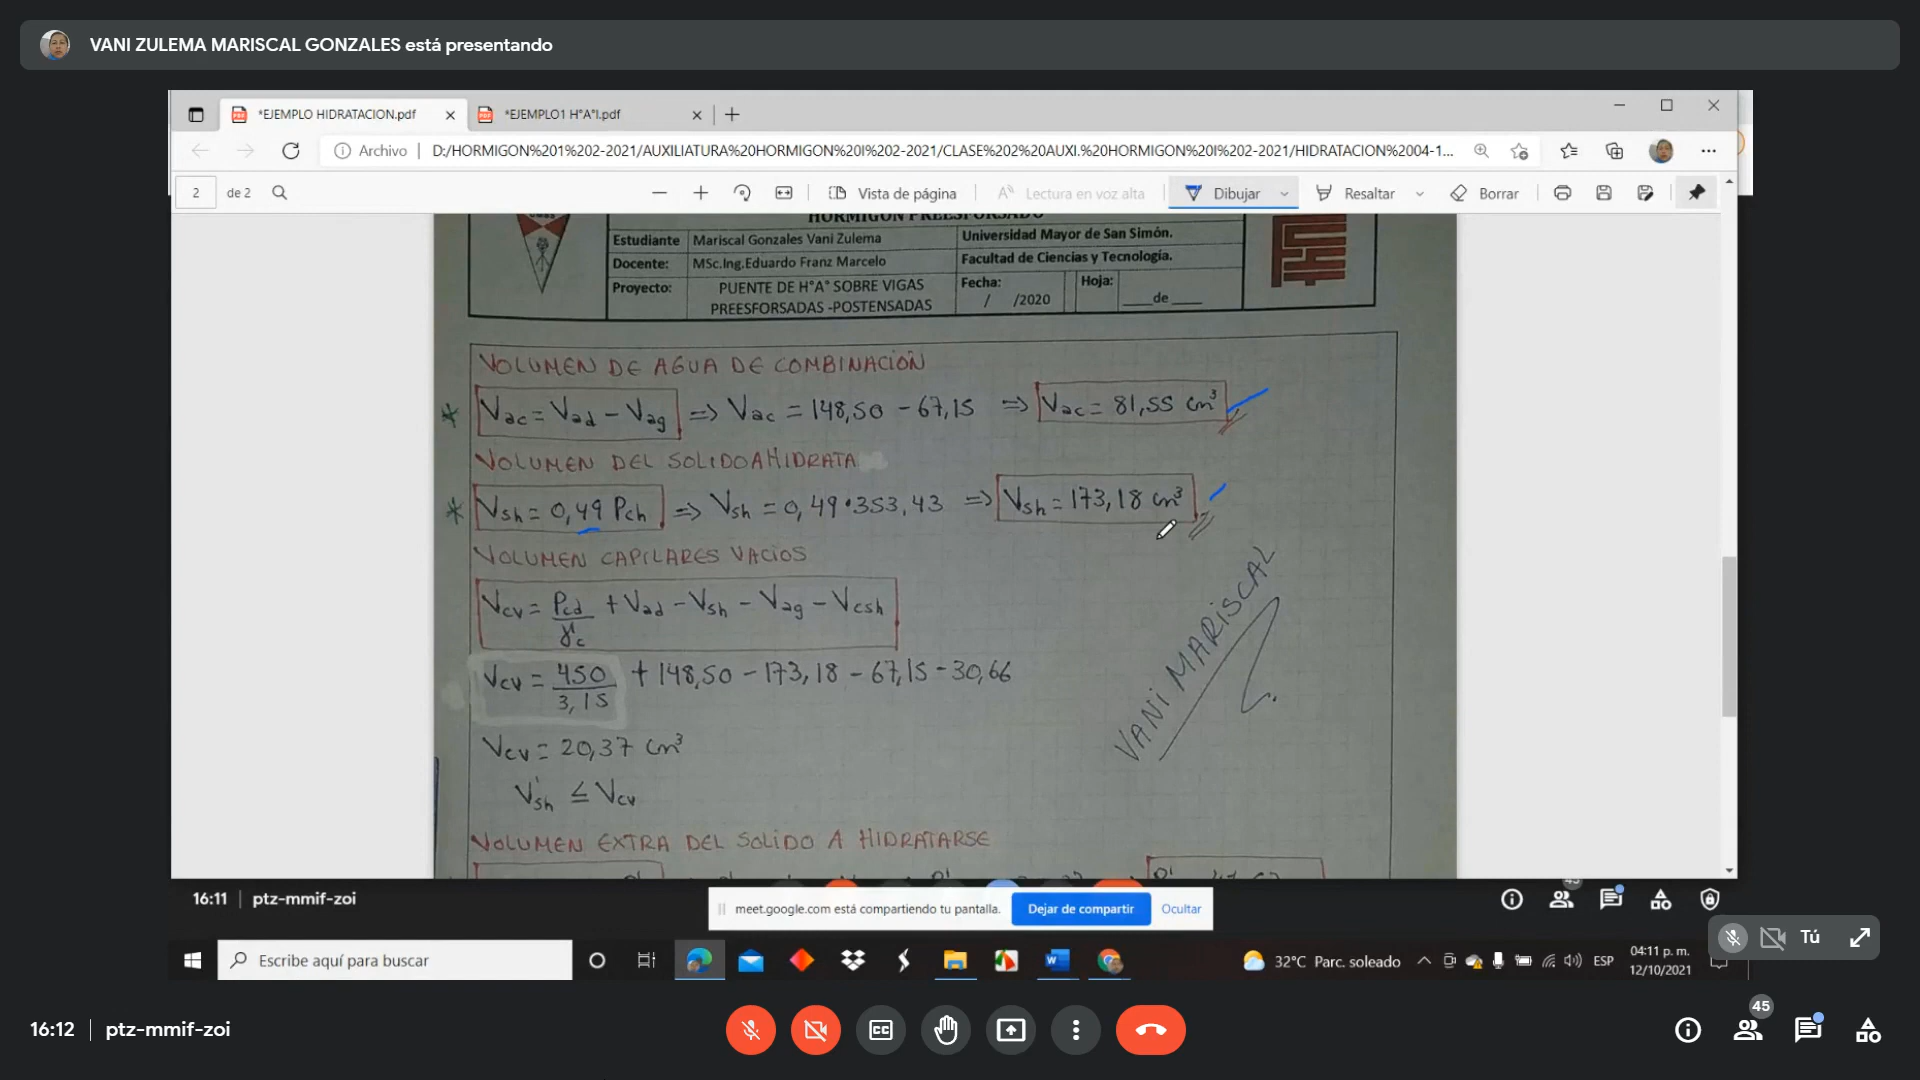 VANI ZULEMA MARISCAL GONZALES está presentando
*EJEMPLO HIDRATACION.pdf
*EJEMPLO1 H°A°I.pdf
Archivo
D:/HORMIGON%201%202-2021/AUXILIATURA%20HORMIGON%20I%202-2021/CLASE%202%20AUXI.%20HORMIGON%20I%202-2021/HIDRATACION%2004-1...
2
de 2
Vista de página
Lectura en voz alta
Dibujar
Resaltar
Borrar
HORMIGON PREESFORSADO
Estudiante Mariscal Gonzales Vani Zulema
Universidad Mayor de San Simón.
Docente: MSc.Ing.Eduardo Franz Marcelo
Facultad de Ciencias y Tecnología.
Proyecto: PUENTE DE H°A° SOBRE VIGAS
PREESFORSADAS -POSTENSADAS
Fecha:
/ /2020
Hoja:
____de ____
VOLUMEN DE AGUA DE COMBINACIÓN
* Vac = Vad - Vag => Vac = 148,50 - 67,15 => Vac = 81,55 cm³
VOLUMEN DEL SOLIDO A HIDRATA
* Vsh = 0,49 Pch => Vsh = 0,49·353,43 => Vsh = 173,18 cm³
VOLUMEN CAPILARES VACIOS
Vcv = Pcd/γc + Vad - Vsh - Vag - Vcsh
Vcv = 450/3,15 + 148,50 - 173,18 - 67,15 - 30,66
Vcv = 20,37 cm³
V'sh ≤ Vcv
VANI MARISCAL
VOLUMEN EXTRA DEL SOLIDO A HIDRATARSE
16:11
ptz-mmif-zoi
meet.google.com está compartiendo tu pantalla.
Dejar de compartir
Ocultar
Tú
Escribe aquí para buscar
32°C Parc. soleado
ESP
04:11 p. m.
12/10/2021
16:12
ptz-mmif-zoi
45